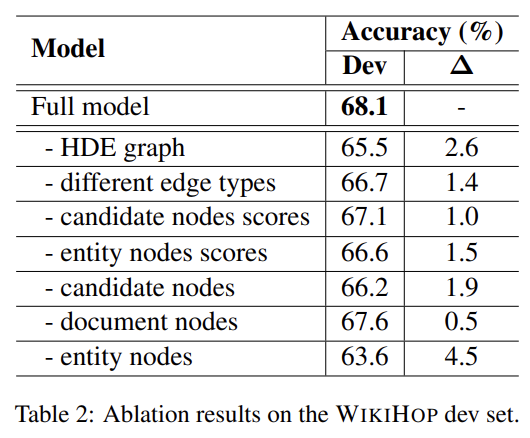 Model Accuracy (%)
Dev Δ
Full model 68.1 -
- HDE graph 65.5 2.6
- different edge types 66.7 1.4
- candidate nodes scores 67.1 1.0
- entity nodes scores 66.6 1.5
- candidate nodes 66.2 1.9
- document nodes 67.6 0.5
- entity nodes 63.6 4.5
Table 2: Ablation results on the WIKIHOP dev set.